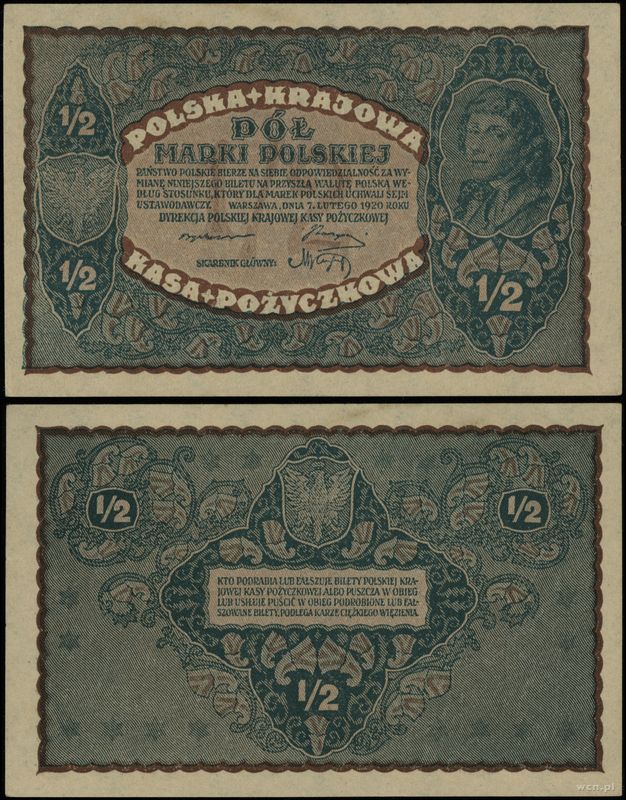 POLSKA+KRAJOWA
1/2
PÓŁ
MARKI POLSKIEJ
PAŃSTWO POLSKIE BIERZE NA SIEBIE ODPOWIEDZIALNOŚĆ ZA WY-
MIANĘ NINIEJSZEGO BILETU NA PRZYSZŁĄ WALUTĘ POLSKĄ WE-
DŁUG STOSUNKU, KTÓRY DLA MAREK POLSKICH UCHWALI SEJM
USTAWODAWCZY. WARSZAWA, DNIA 7. LUTEGO 1920 ROKU
DYREKCJA POLSKIEJ KRAJOWEJ KASY POŻYCZKOWEJ
SKARBNIK GŁÓWNY:
1/2
1/2
KASA+POŻYCZKOWA
1/2
1/2
KTO PODRABIA LUB FAŁSZUJE BILETY POLSKIEJ KRA-
JOWEJ KASY POŻYCZKOWEJ ALBO PUSZCZA W OBIEG
LUB USIŁUJE PUŚCIĆ W OBIEG PODROBIONE LUB FAŁ-
SZOWANE BILETY, PODLEGA KARZE CIĘŻKIEGO WIĘZIENIA.
1/2
wcn.pl